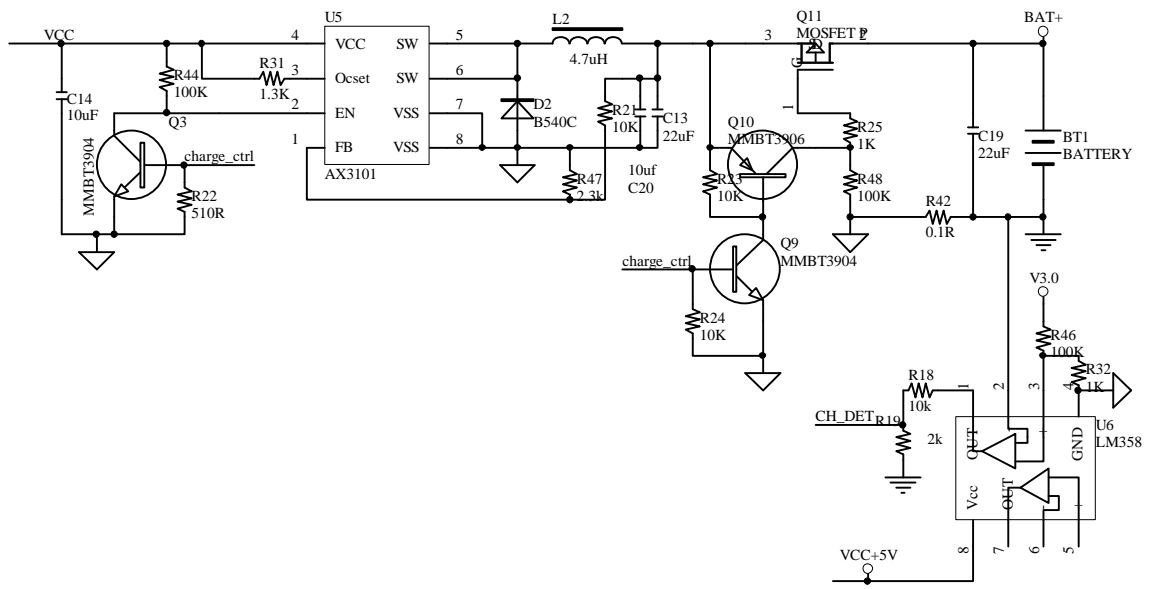 VCC
C14
10uF
R44
100K
R31
1.3K
Q3
MMBT3904
charge_ctrl
R22
510R
U5
4
VCC
SW
5
3
Ocset
SW
6
2
EN
VSS
7
1
FB
VSS
8
AX3101
D2
B540C
L2
4.7uH
R21
10K
C13
22uF
R47
2.3k
10uf
C20
Q11
MOSFET P
3
S
D
2
G
1
Q10
MMBT3906
R23
10K
R25
1K
R48
100K
Q9
MMBT3904
charge_ctrl
R24
10K
BAT+
C19
22uF
BT1
BATTERY
R42
0.1R
V3.0
R46
100K
R32
1K
R18
10k
CH_DET
R19
2k
1
2
3
4
U6
LM358
OUT
-
+
GND
Vcc
OUT
-
+
8
7
6
5
VCC+5V